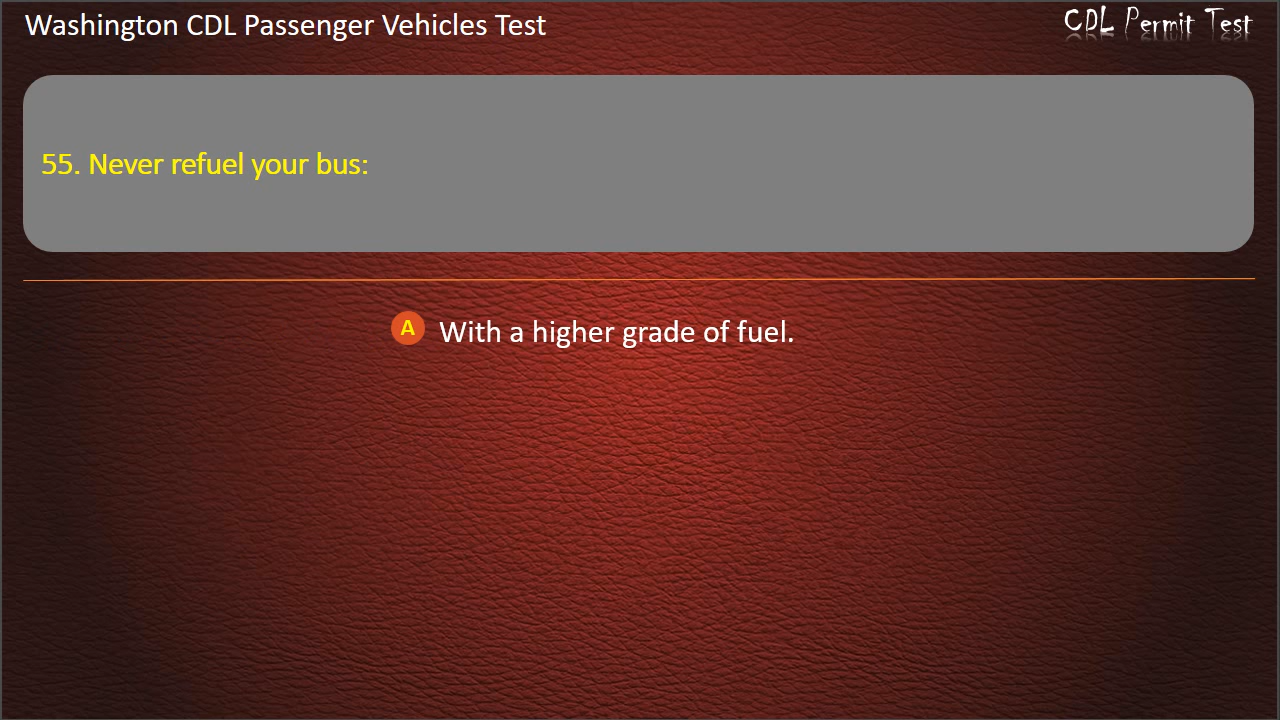 Washington CDL Passenger Vehicles Test
CDL Permit Test
55. Never refuel your bus:
A With a higher grade of fuel.